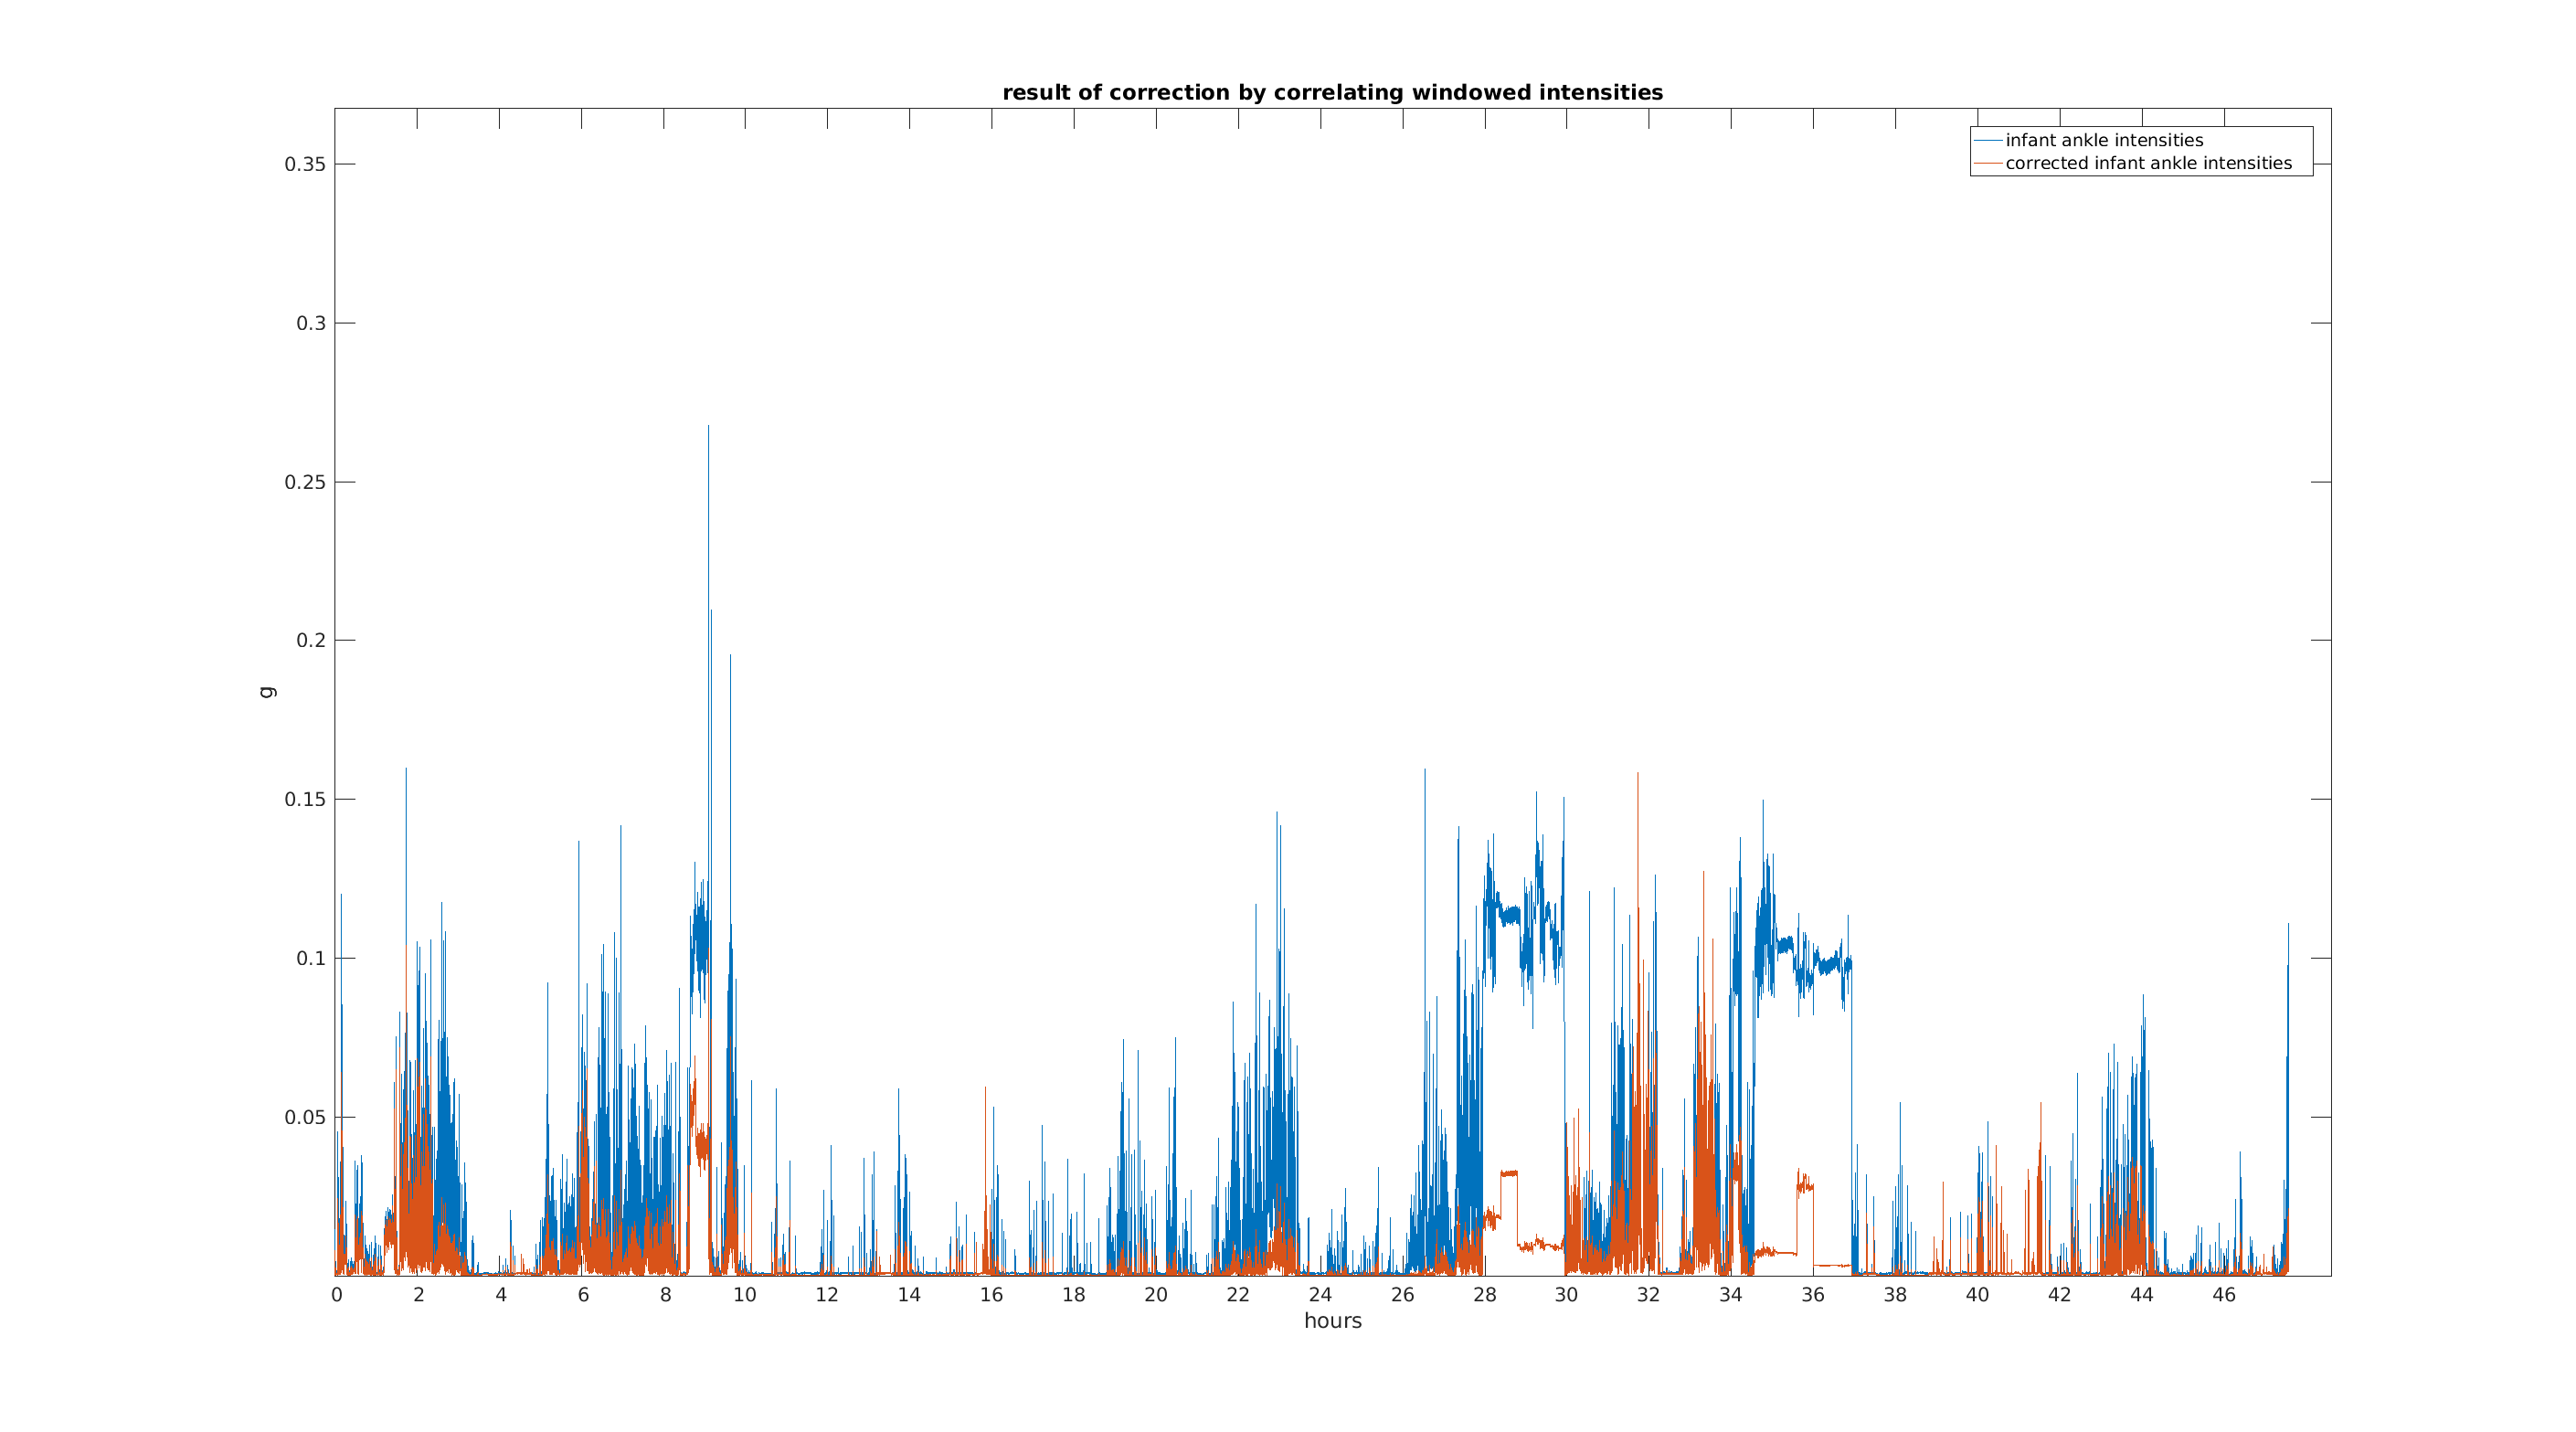 result of correction by correlating windowed intensities
infant ankle intensities
corrected infant ankle intensities
0.35
0.3
0.25
0.2
0.15
0.1
0.05
g
0 2 4 6 8 10 12 14 16 18 20 22 24 26 28 30 32 34 36 38 40 42 44 46
hours